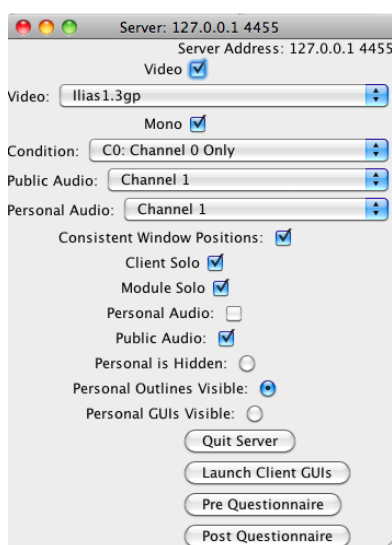 Server: 127.0.0.1 4455
Server Address: 127.0.0.1 4455
Video
Video: Ilias1.3gp
Mono
Condition: C0: Channel 0 Only
Public Audio: Channel 1
Personal Audio: Channel 1
Consistent Window Positions:
Client Solo
Module Solo
Personal Audio:
Public Audio:
Personal is Hidden:
Personal Outlines Visible:
Personal GUIs Visible:
Quit Server
Launch Client GUIs
Pre Questionnaire
Post Questionnaire